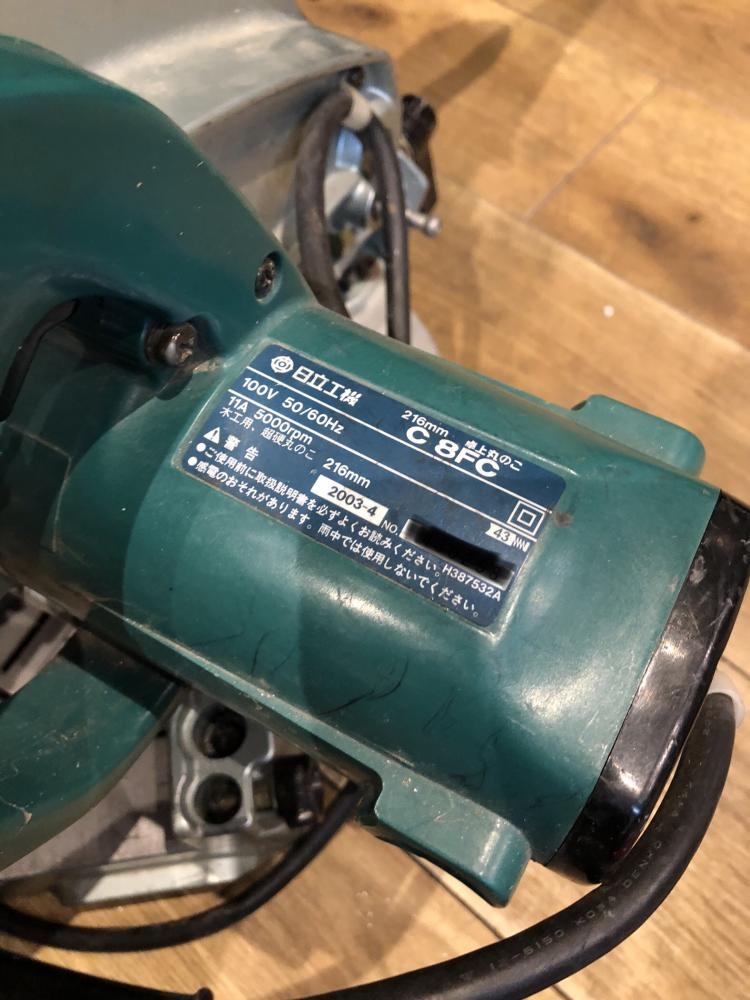 日立工機
100V 50/60Hz
216mm 卓上丸のこ
C 8FC
11A 5000rpm
木工用 超硬丸のこ 216mm
警告 2003-4 NO. 43
●ご使用前に取扱説明書を必ずよくお読みください。H387532A
●感電のおそれがあります。雨中では使用しないでください。